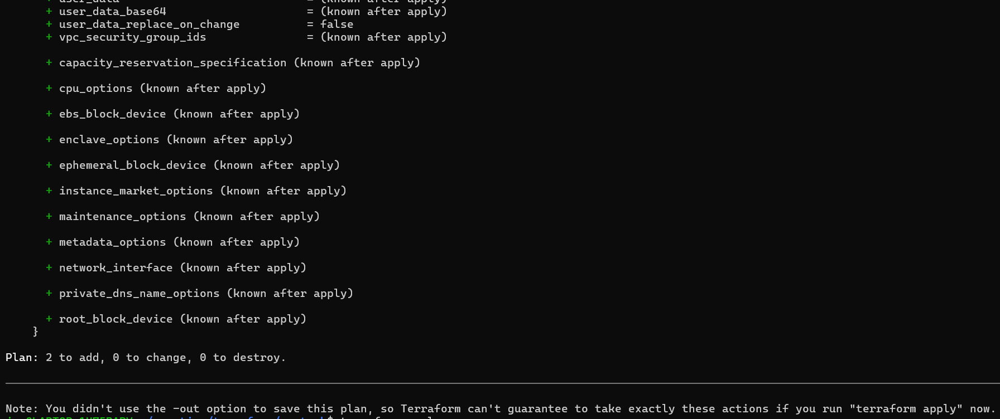 + user_data = (known after apply)
+ user_data_base64 = (known after apply)
+ user_data_replace_on_change = false
+ vpc_security_group_ids = (known after apply)
+ capacity_reservation_specification (known after apply)
+ cpu_options (known after apply)
+ ebs_block_device (known after apply)
+ enclave_options (known after apply)
+ ephemeral_block_device (known after apply)
+ instance_market_options (known after apply)
+ maintenance_options (known after apply)
+ metadata_options (known after apply)
+ network_interface (known after apply)
+ private_dns_name_options (known after apply)
+ root_block_device (known after apply)
}
Plan: 2 to add, 0 to change, 0 to destroy.
Note: You didn't use the -out option to save this plan, so Terraform can't guarantee to take exactly these actions if you run "terraform apply" now.